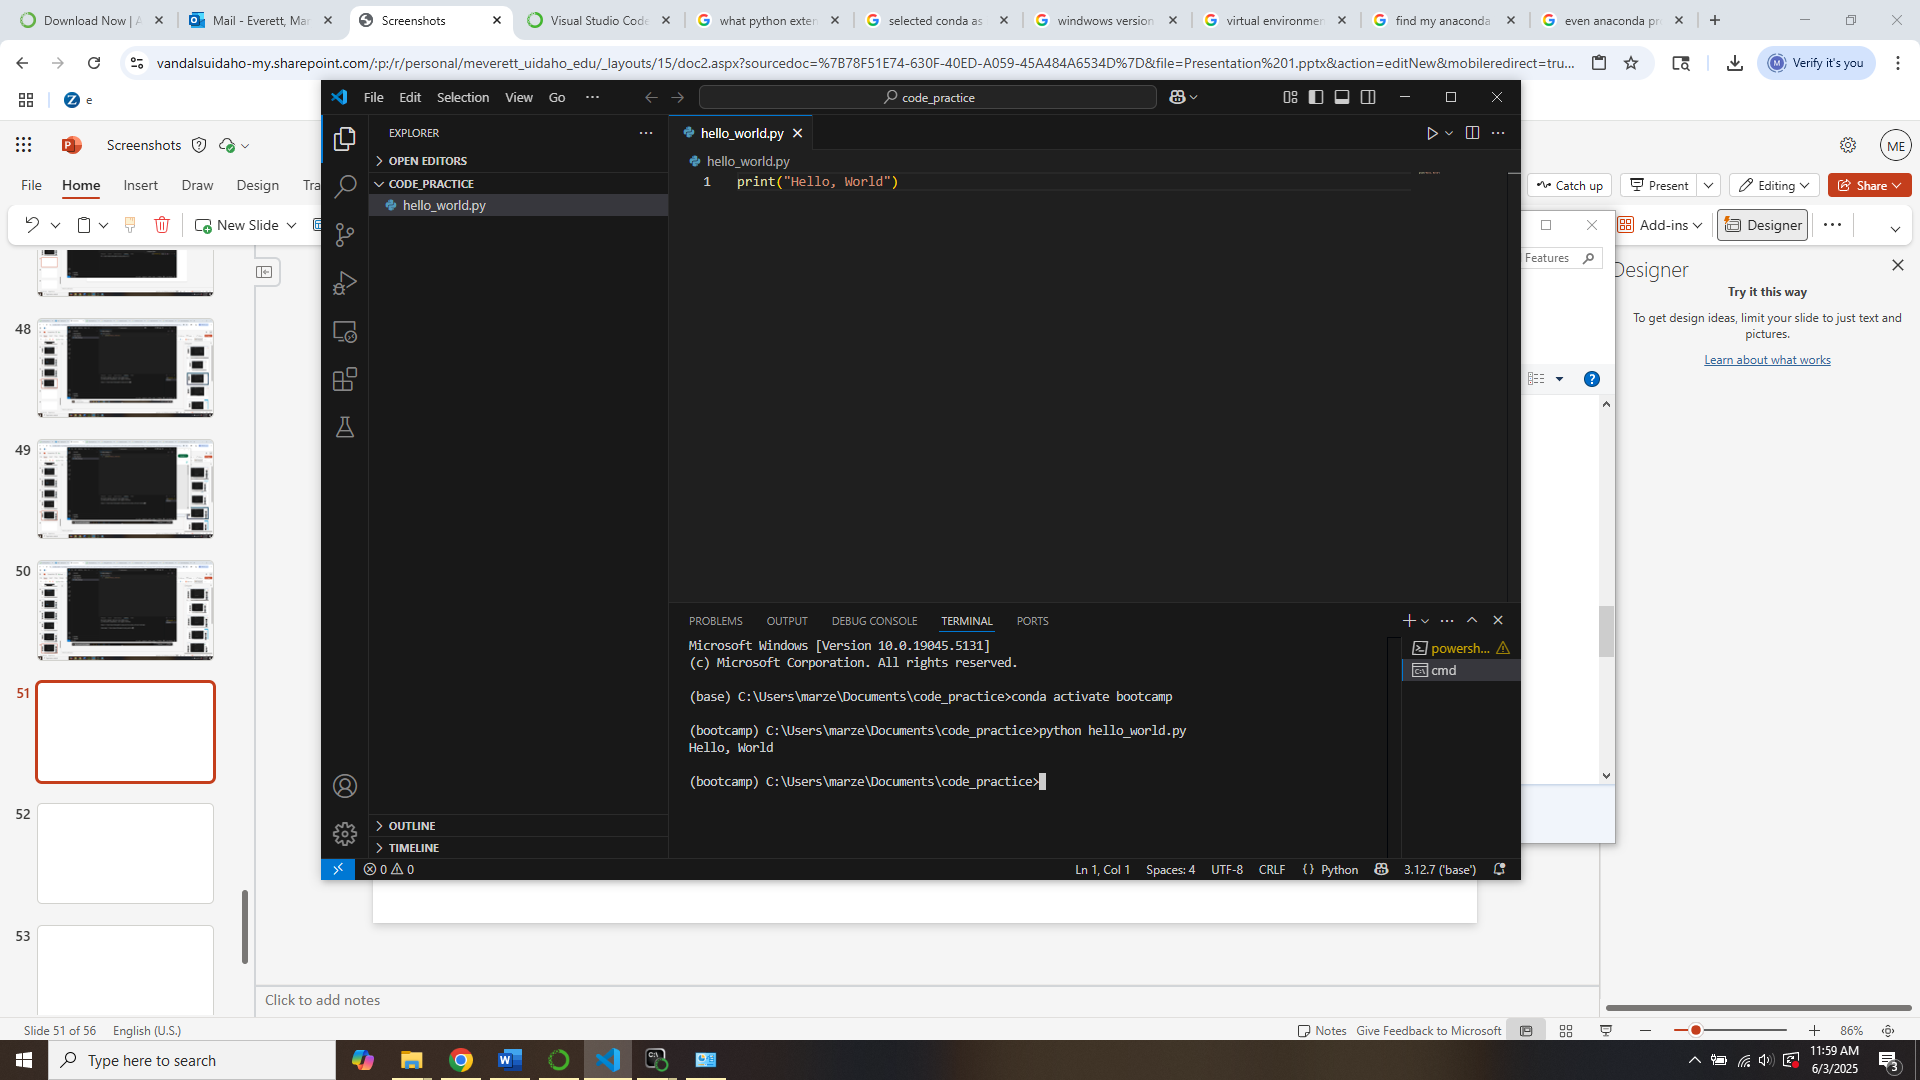 Download Now | A
Mail - Everett, Mar
Screenshots
Visual Studio Code
what python exten
selected conda as
windwows version
virtual environmen
find my anaconda
even anaconda pr
vandalsuidaho-my.sharepoint.com/:p:/r/personal/meverett_uidaho_edu/_layouts/15/doc2.aspx?sourcedoc=%7B78F51E74-630F-40ED-A059-45A484A6534D%7D&file=Presentation%201.pptx&action=editNew&mobileredirect=tru...
Verify it's you
e
File Edit Selection View Go ...
code_practice
Screenshots
ME
File Home Insert Draw Design Tra
Catch up Present Editing Share
New Slide
Add-ins Designer
EXPLORER
OPEN EDITORS
CODE_PRACTICE
hello_world.py
hello_world.py
hello_world.py
1 print("Hello, World")
Features
Designer
Try it this way
To get design ideas, limit your slide to just text and
pictures.
Learn about what works
48
49
50
51
52
53
PROBLEMS OUTPUT DEBUG CONSOLE TERMINAL PORTS
Microsoft Windows [Version 10.0.19045.5131]
(c) Microsoft Corporation. All rights reserved.
(base) C:\Users\marze\Documents\code_practice>conda activate bootcamp
(bootcamp) C:\Users\marze\Documents\code_practice>python hello_world.py
Hello, World
(bootcamp) C:\Users\marze\Documents\code_practice>
powersh...
cmd
OUTLINE
TIMELINE
0 0
Ln 1, Col 1 Spaces: 4 UTF-8 CRLF {} Python 3.12.7 ('base')
Click to add notes
Slide 51 of 56 English (U.S.)
Notes Give Feedback to Microsoft 86%
Type here to search
11:59 AM
6/3/2025
3